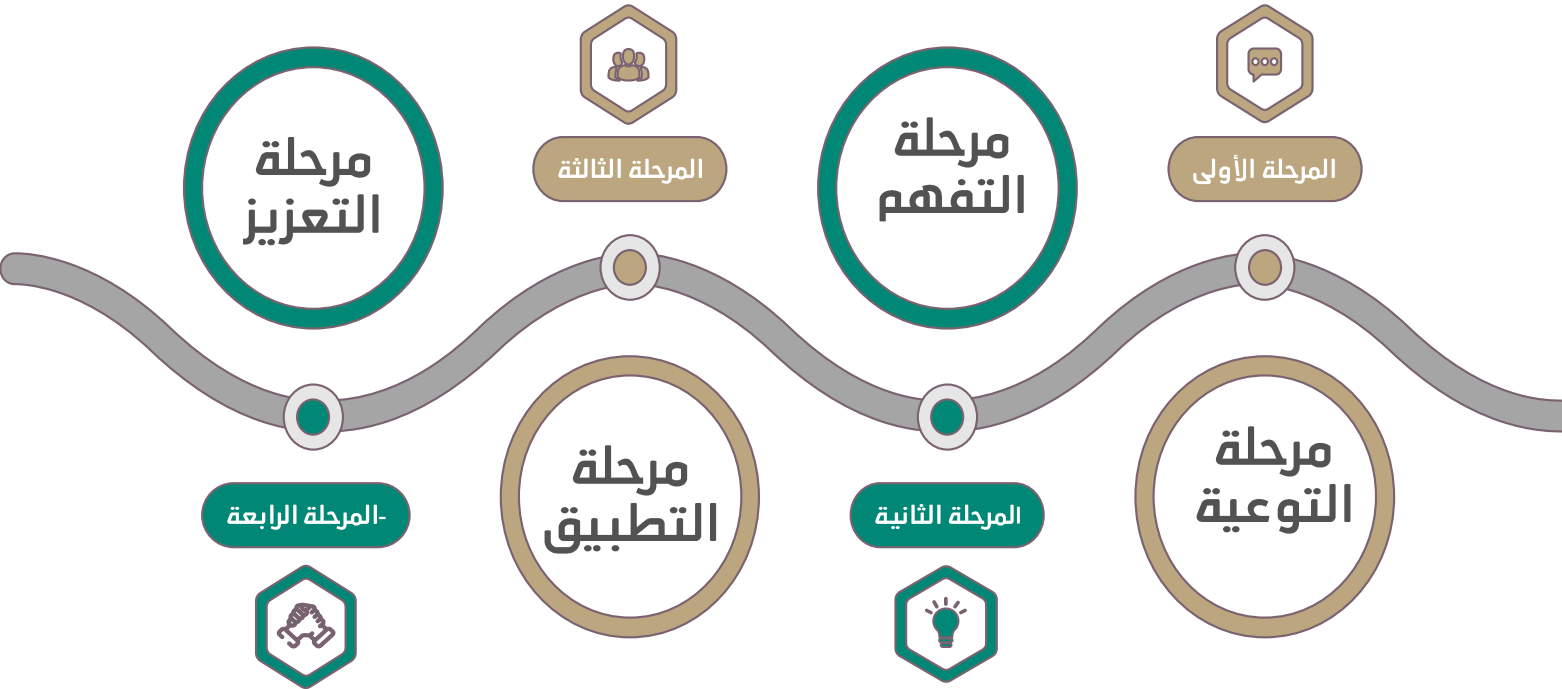 المرحلة الأولى
مرحلة
التوعية
المرحلة الثانية
مرحلة
التفهم
المرحلة الثالثة
مرحلة
التطبيق
-المرحلة الرابعة
مرحلة
التعزيز